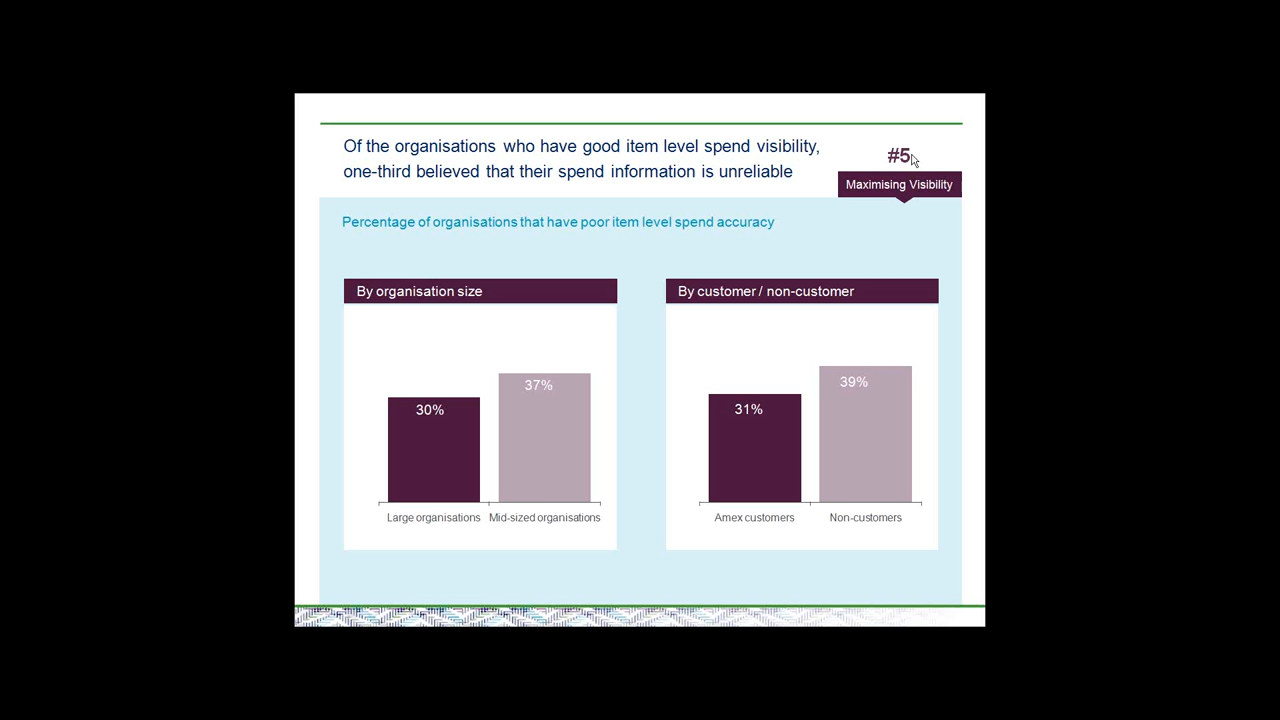 Of the organisations who have good item level spend visibility,
one-third believed that their spend information is unreliable
#5
Maximising Visibility
Percentage of organisations that have poor item level spend accuracy
By organisation size
30%
37%
Large organisations
Mid-sized organisations
By customer / non-customer
31%
39%
Amex customers
Non-customers